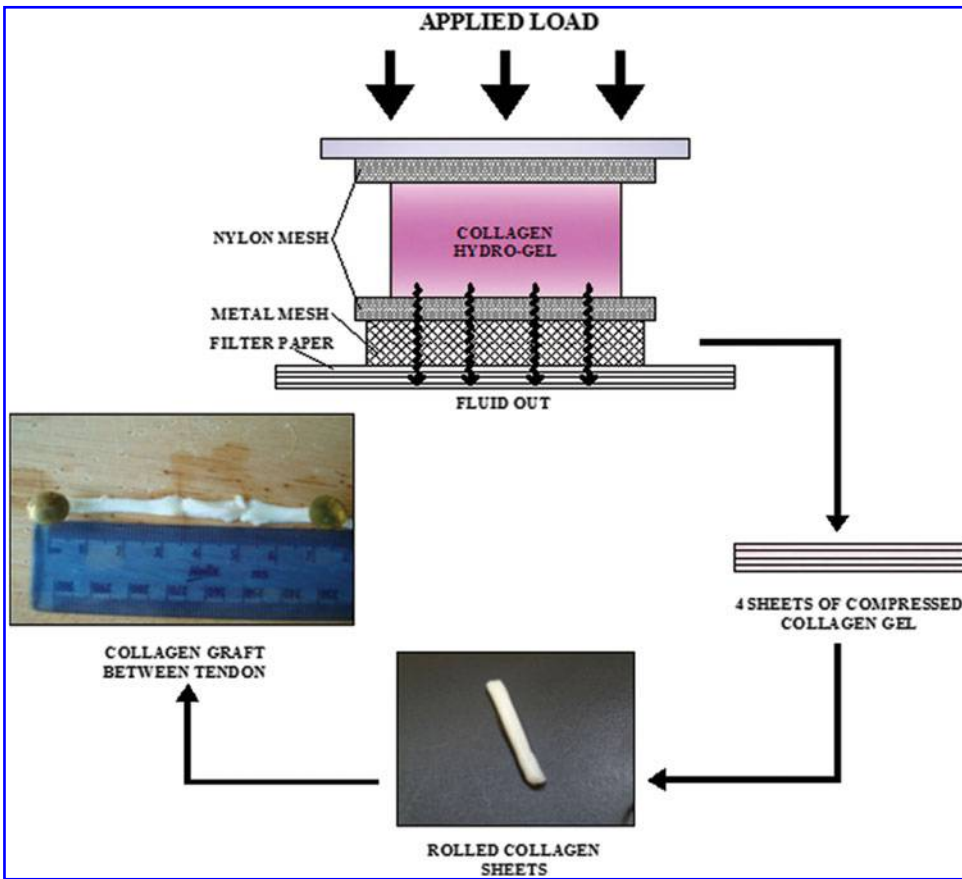 APPLIED LOAD
COLLAGEN
HYDRO-GEL
NYLON MESH
METAL MESH
FILTER PAPER
FLUID OUT
4 SHEETS OF COMPRESSED
COLLAGEN GEL
COLLAGEN GRAFT
BETWEEN TENDON
ROLLED COLLAGEN
SHEETS